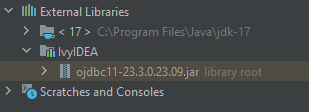 External Libraries
< 17 > C:\Program Files\Java\jdk-17
IvyIDEA
ojdbc11-23.3.0.23.09.jar library root
Scratches and Consoles